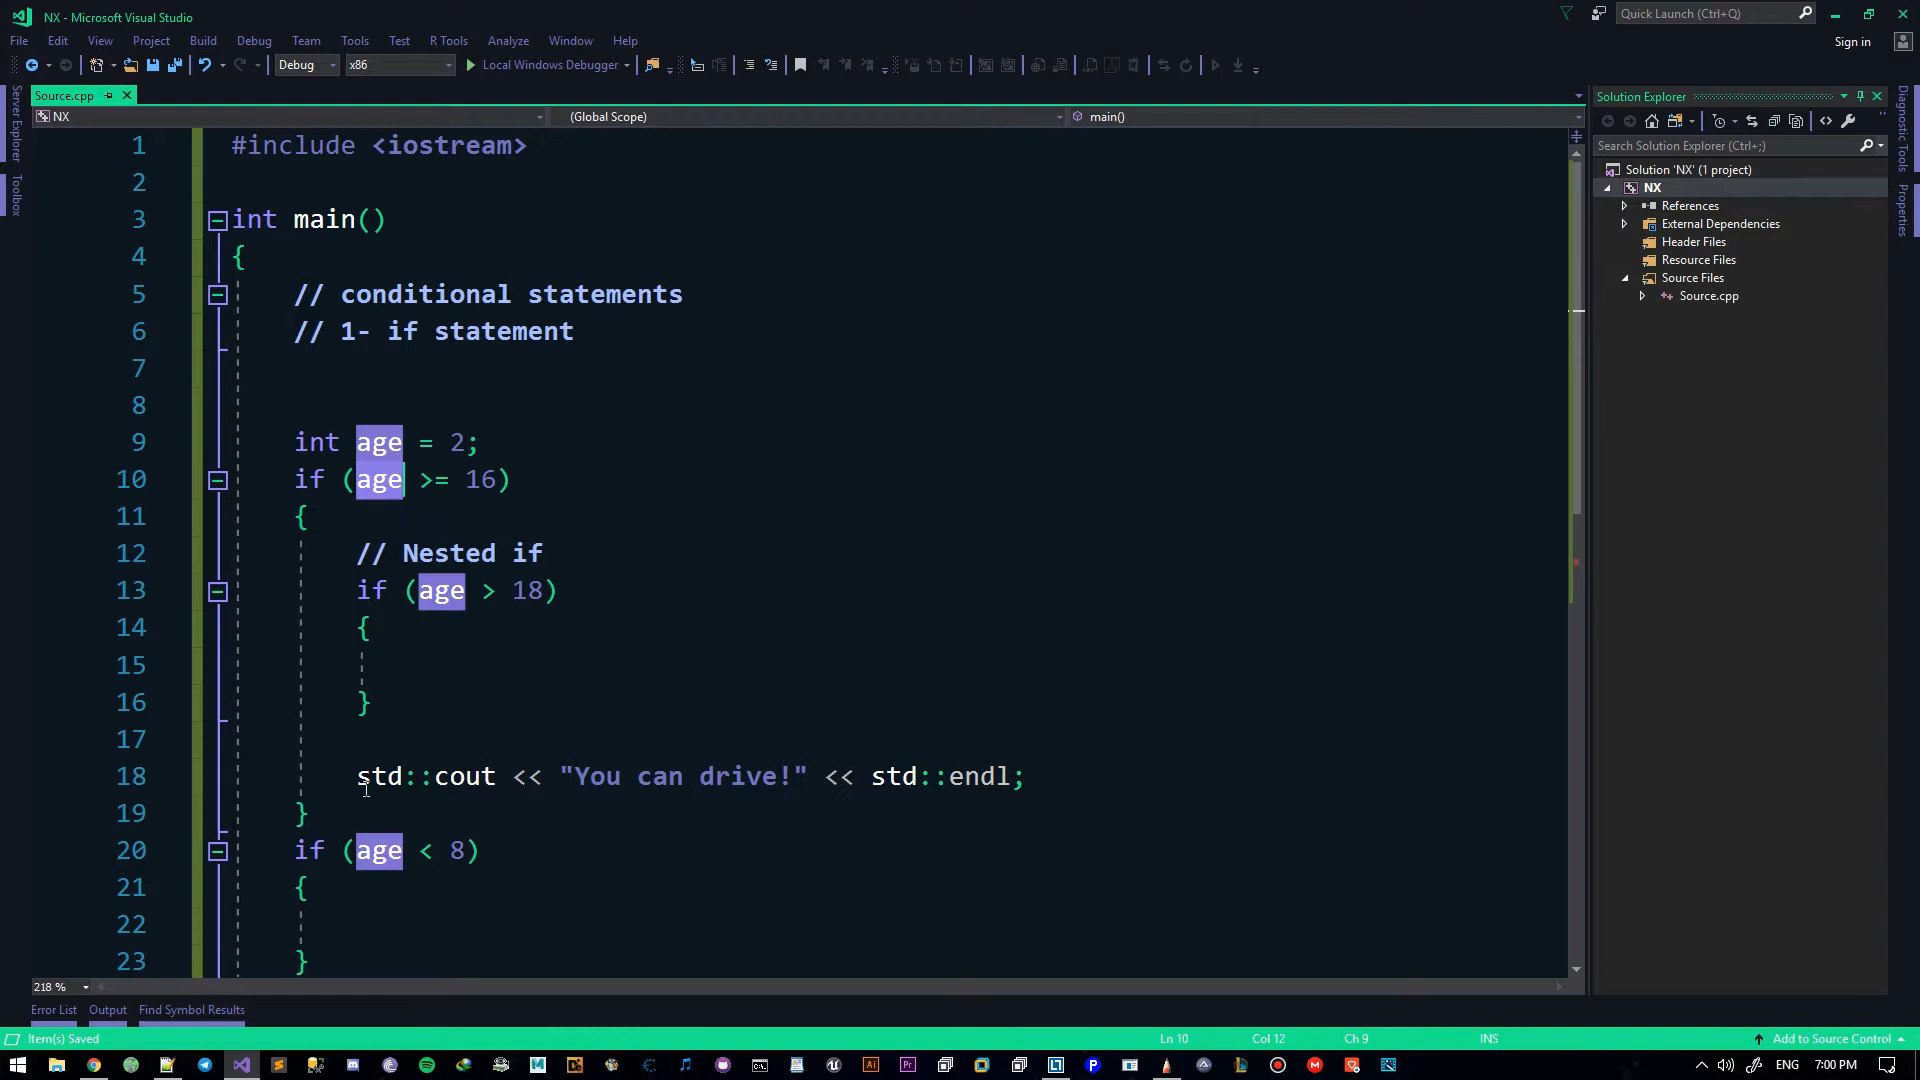 NX - Microsoft Visual Studio
Quick Launch (Ctrl+Q)
File Edit View Project Build Debug Team Tools Test R Tools Analyze Window Help
Sign in
Debug x86 Local Windows Debugger
Server Explorer
Toolbox
Source.cpp
NX (Global Scope) main()
1 #include <iostream>
2
3 int main()
4 {
5 // conditional statements
6 // 1- if statement
7
8
9 int age = 2;
10 if (age >= 16)
11 {
12 // Nested if
13 if (age > 18)
14 {
15
16 }
17
18 std::cout << "You can drive!" << std::endl;
19 }
20 if (age < 8)
21 {
22
23 }
218 %
Solution Explorer
Search Solution Explorer (Ctrl+;)
Solution 'NX' (1 project)
NX
References
External Dependencies
Header Files
Resource Files
Source Files
Source.cpp
Diagnostic Tools
Properties
Error List Output Find Symbol Results
Item(s) Saved Ln 10 Col 12 Ch 9 INS Add to Source Control
ENG 7:00 PM